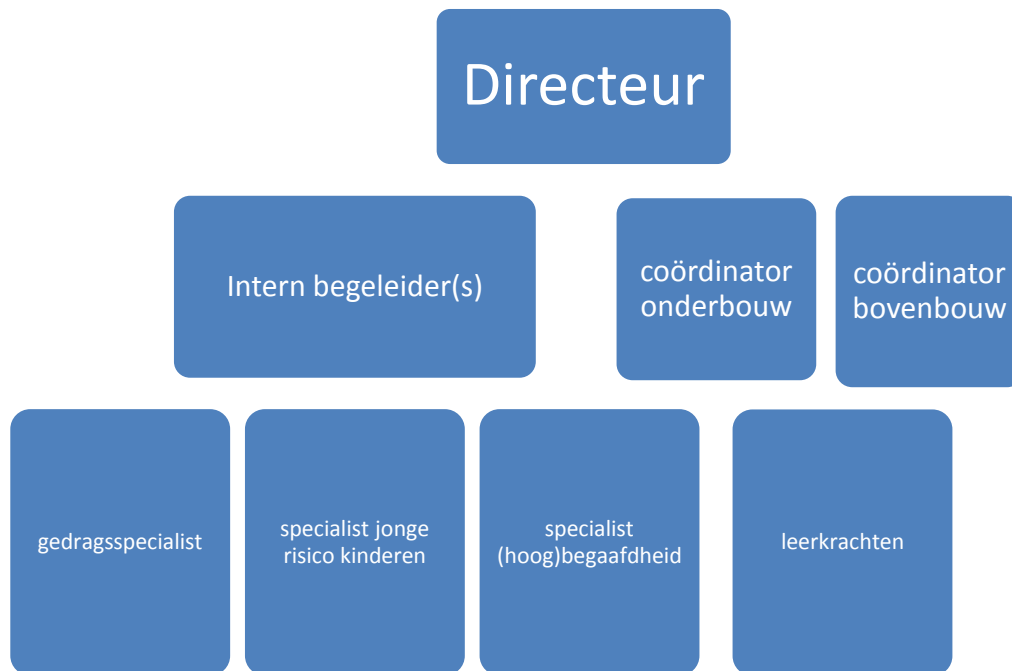 Directeur
Intern begeleider(s)
coördinator
onderbouw
coördinator
bovenbouw
gedragsspecialist
specialist jonge
risico kinderen
specialist
(hoog)begaafdheid
leerkrachten